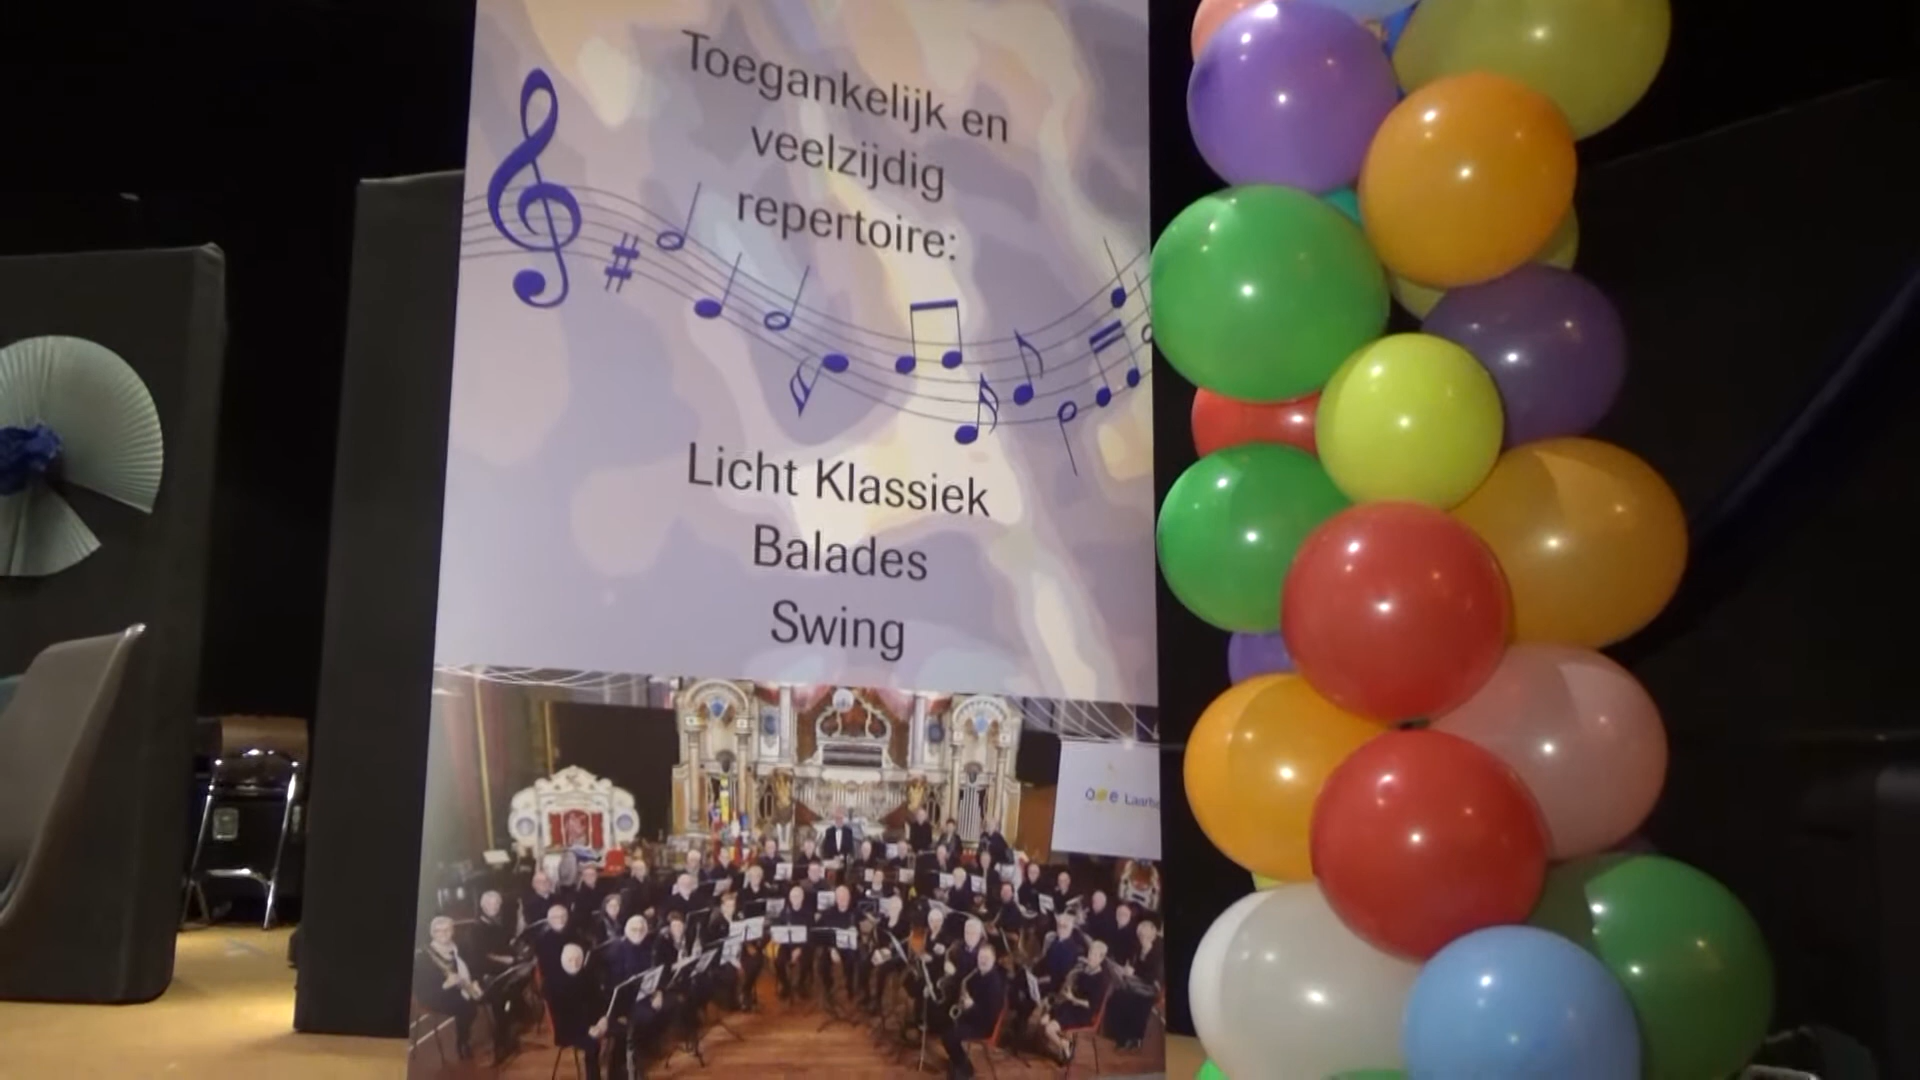 Toegankelijk en
veelzijdig
repertoire:
Licht Klassiek
Balades
Swing